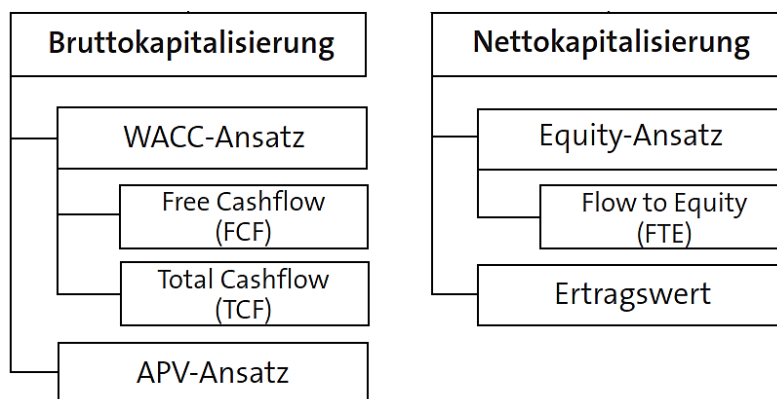 Bruttokapitalisierung
WACC-Ansatz
Free Cashflow
(FCF)
Total Cashflow
(TCF)
APV-Ansatz
Nettokapitalisierung
Equity-Ansatz
Flow to Equity
(FTE)
Ertragswert